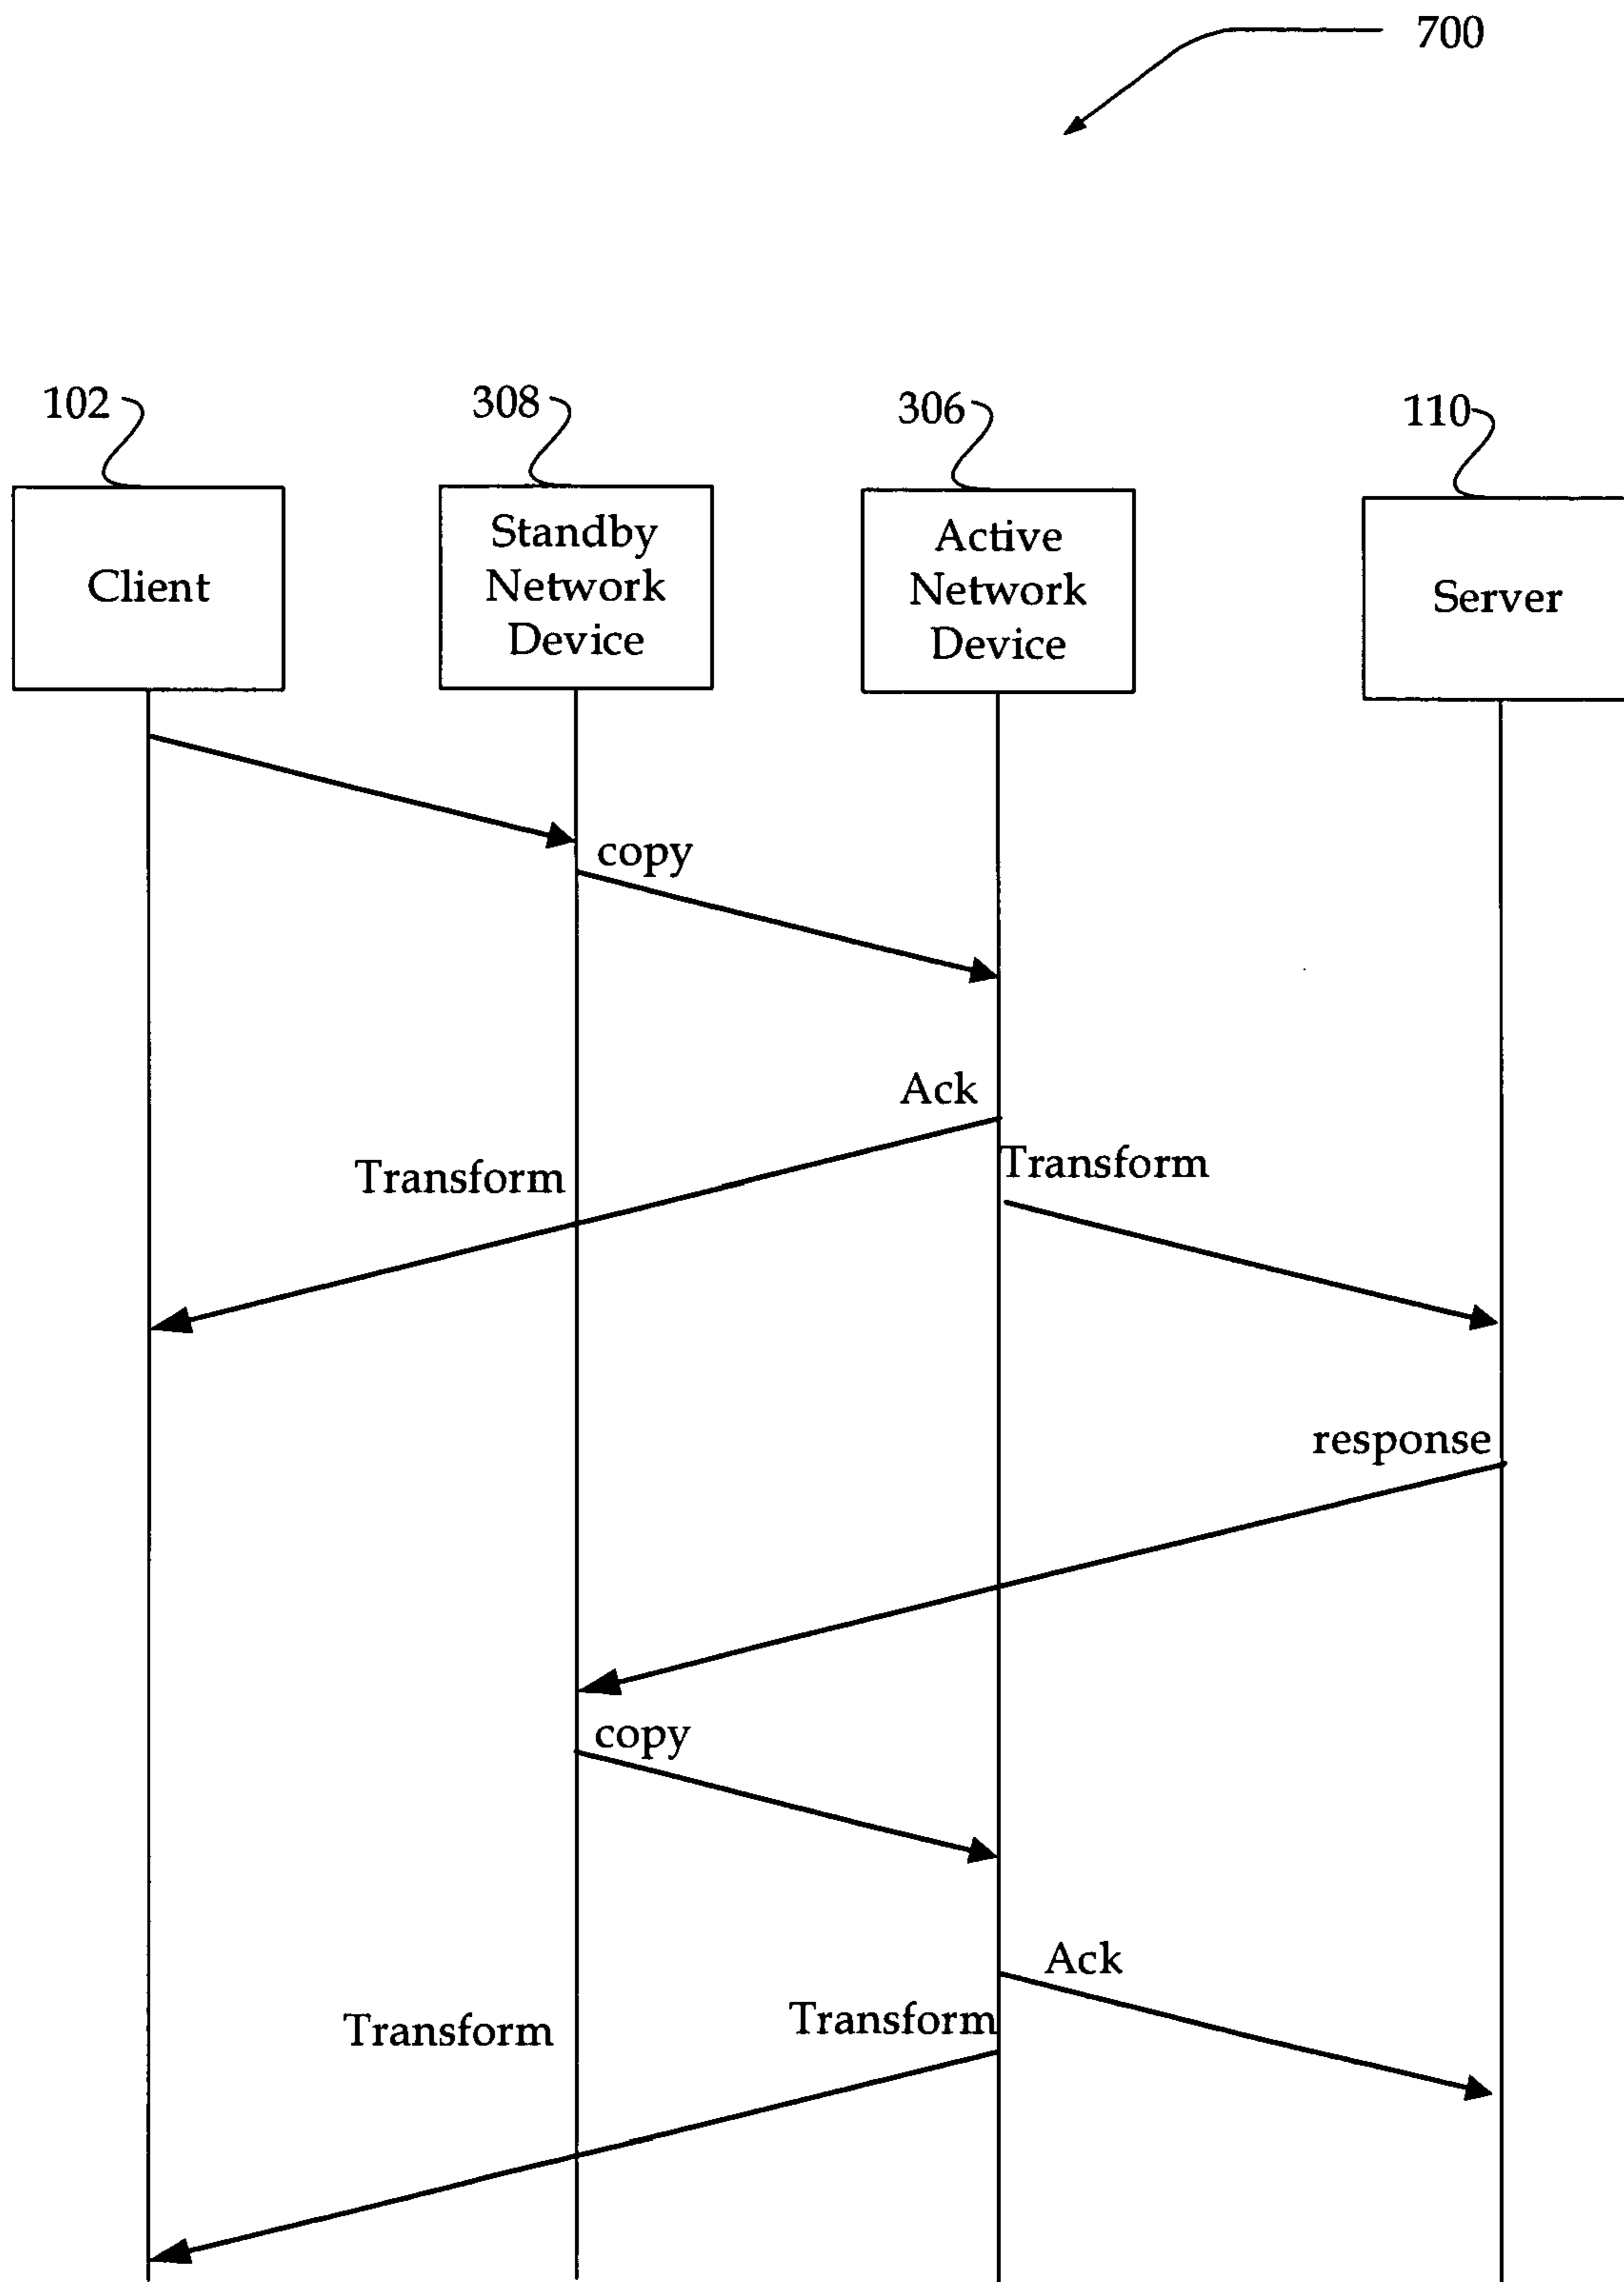 700
102
308
306
110
Client
Standby
Network
Device
Active
Network
Device
Server
copy
Ack
Transform
Transform
response
copy
Ack
Transform
Transform